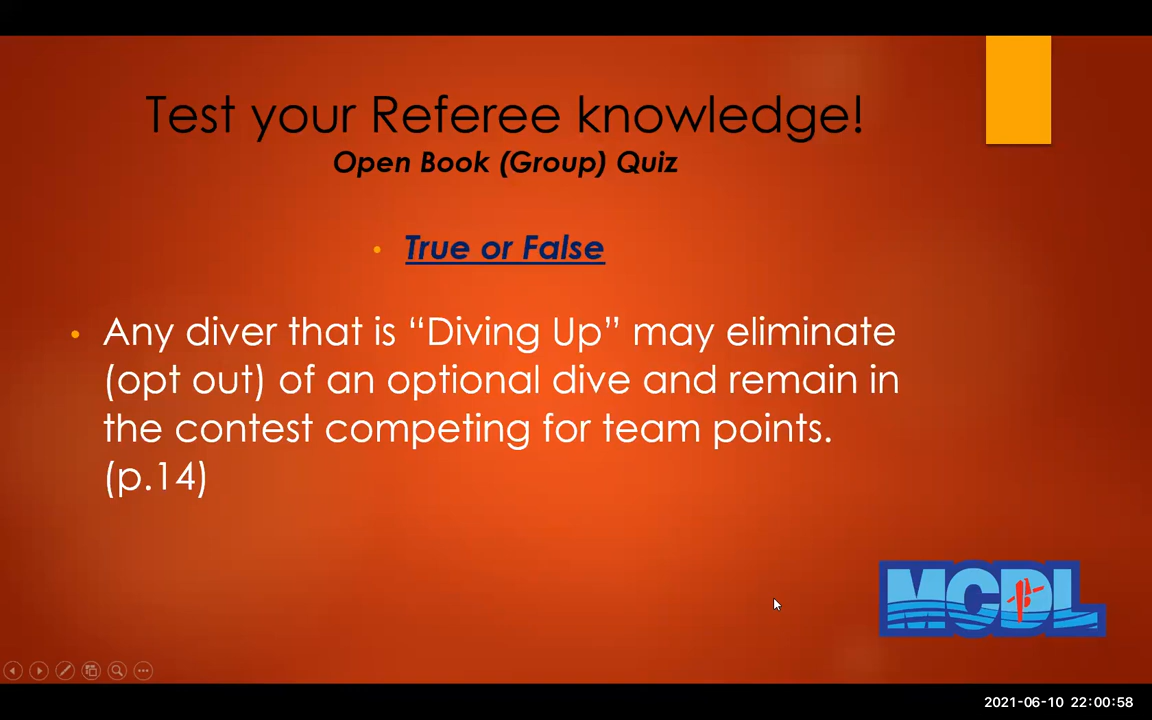 Test your Referee knowledge!
Open Book (Group) Quiz
• True or False
• Any diver that is “Diving Up” may eliminate
(opt out) of an optional dive and remain in
the contest competing for team points.
(p.14)
MCDL
2021-06-10 22:00:58